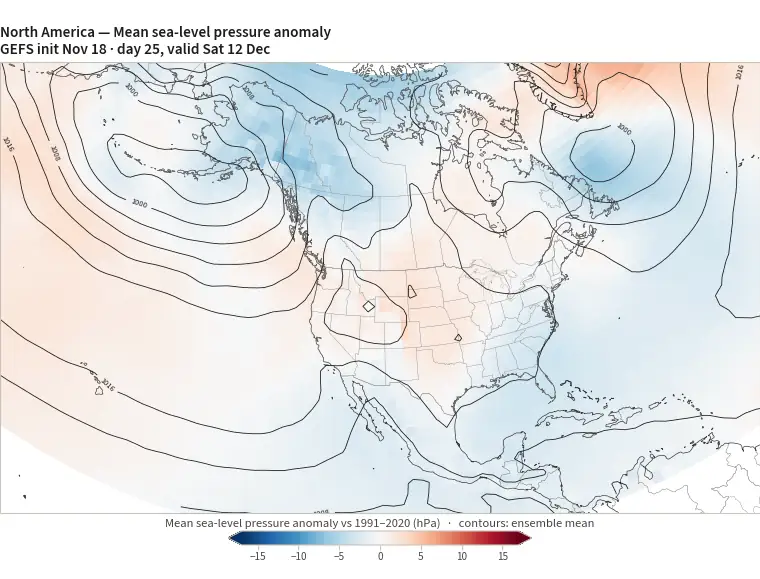 North America — Mean sea-level pressure anomaly
GEFS init Nov 18 · day 25, valid Sat 12 Dec
1000
1008
1016
1016
1008
1000
1000
1016
1008
Mean sea-level pressure anomaly vs 1991–2020 (hPa) · contours: ensemble mean
−15 −10 −5 0 5 10 15